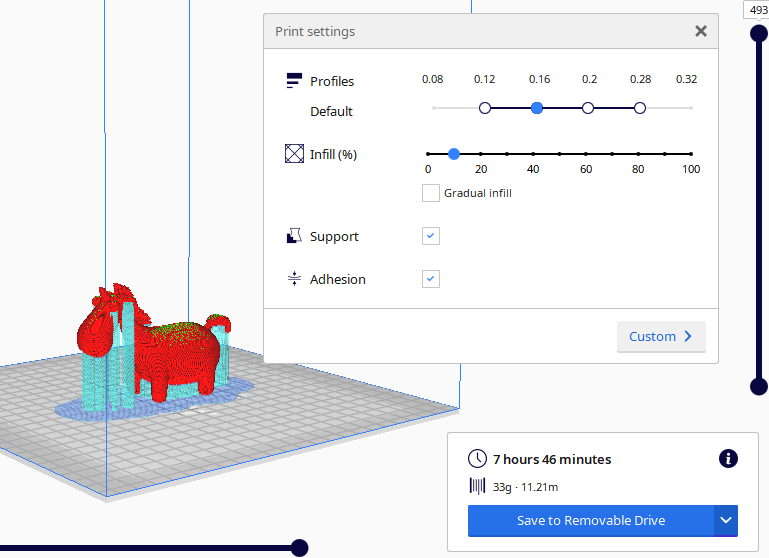 493
Print settings
Profiles
0.08 0.12 0.16 0.2 0.28 0.32
Default
Infill (%)
0 20 40 60 80 100
Gradual infill
Support
Adhesion
Custom
7 hours 46 minutes
33g · 11.21m
Save to Removable Drive